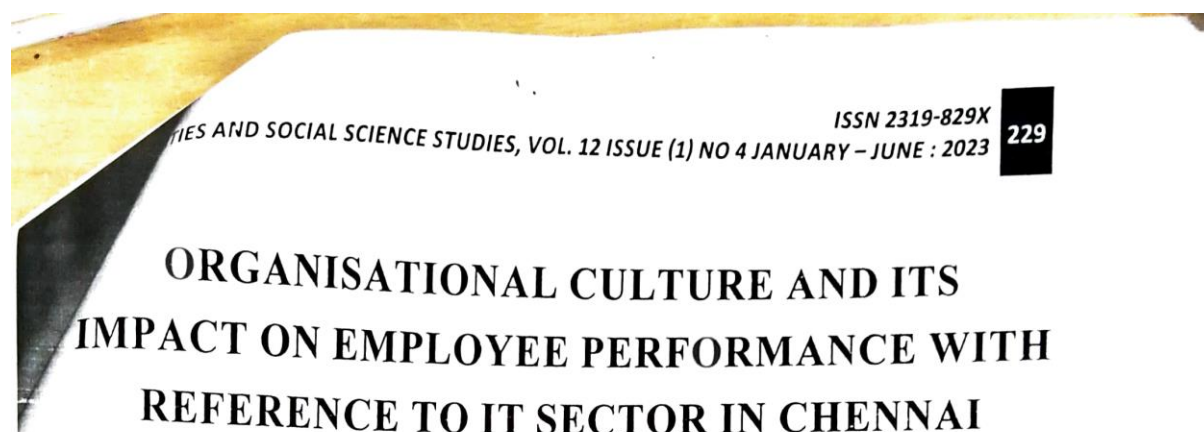 ISSN 2319-829X
TIES AND SOCIAL SCIENCE STUDIES, VOL. 12 ISSUE (1) NO 4 JANUARY – JUNE : 2023
229
ORGANISATIONAL CULTURE AND ITS
IMPACT ON EMPLOYEE PERFORMANCE WITH
REFERENCE TO IT SECTOR IN CHENNAI